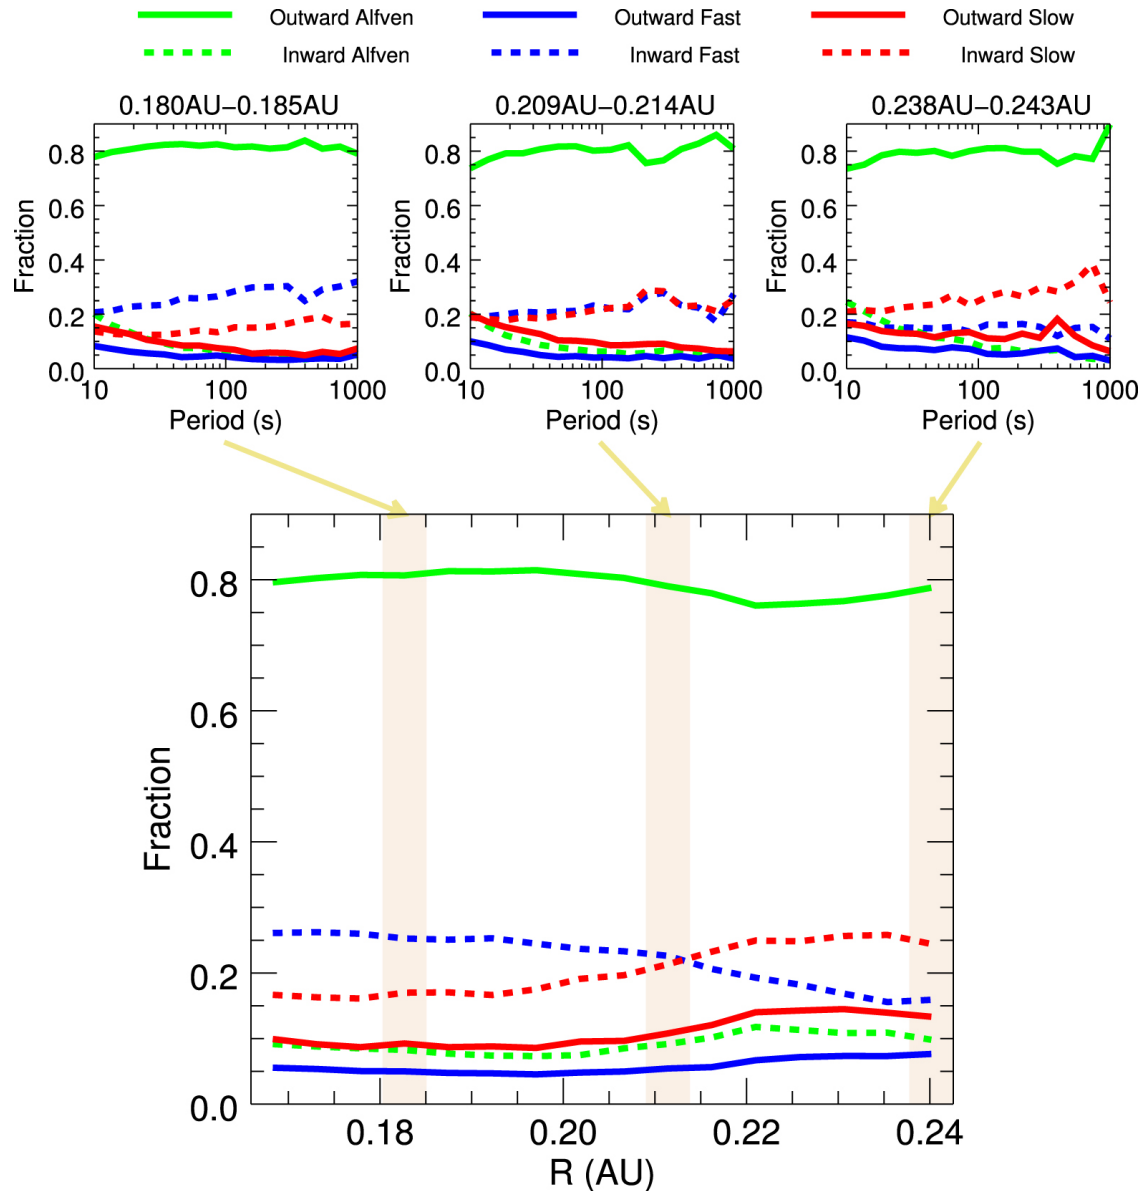 Outward Alfven Outward Fast Outward Slow
Inward Alfven Inward Fast Inward Slow
0.180AU−0.185AU 0.209AU−0.214AU 0.238AU−0.243AU
0.8 0.8 0.8
0.6 0.6 0.6
0.4 0.4 0.4
0.2 0.2 0.2
0.0 0.0 0.0
Fraction Fraction Fraction
10 100 1000 10 100 1000 10 100 1000
Period (s) Period (s) Period (s)
0.8
0.6
0.4
0.2
0.0
Fraction
0.18 0.20 0.22 0.24
R (AU)